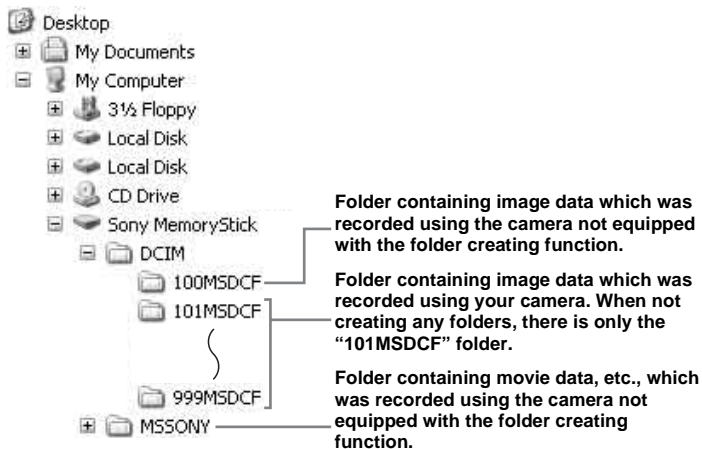 Desktop
My Documents
My Computer
3½ Floppy
Local Disk
Local Disk
CD Drive
Sony MemoryStick
DCIM
100MSDCF
101MSDCF
999MSDCF
MSSONY
Folder containing image data which was
recorded using the camera not equipped
with the folder creating function.
Folder containing image data which was
recorded using your camera. When not
creating any folders, there is only the
“101MSDCF” folder.
Folder containing movie data, etc., which
was recorded using the camera not
equipped with the folder creating
function.